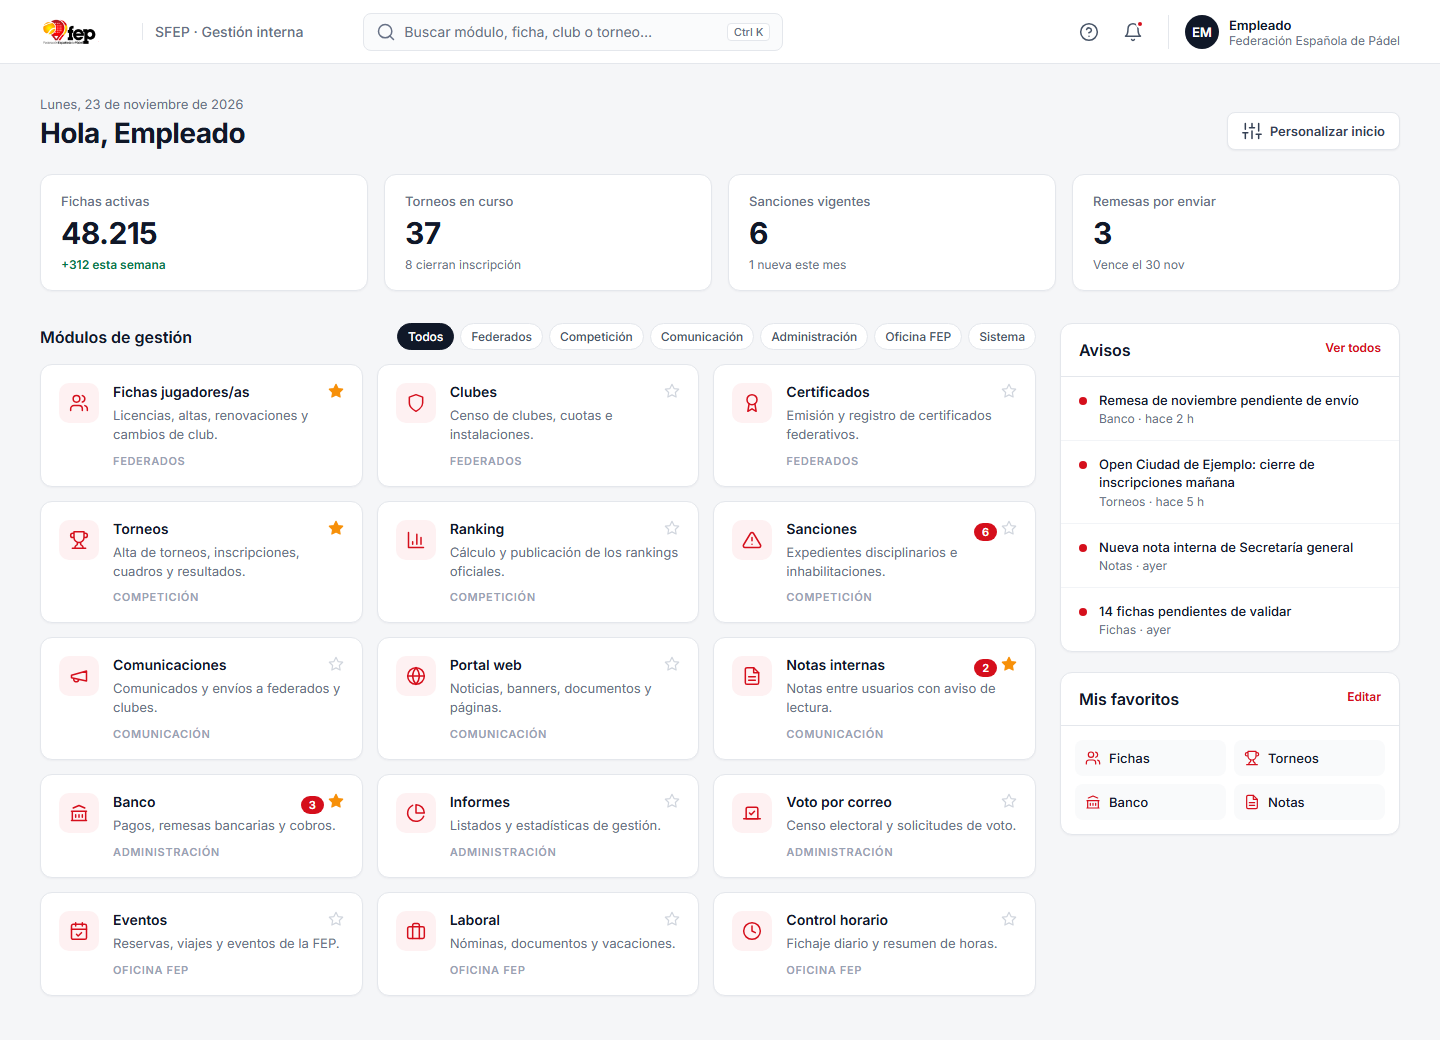 fep
SFEP · Gestión interna
Buscar módulo, ficha, club o torneo...
Ctrl K
EM
Empleado
Federación Española de Pádel
Lunes, 23 de noviembre de 2026
Hola, Empleado
Personalizar inicio
Fichas activas
48.215
+312 esta semana
Torneos en curso
37
8 cierran inscripción
Sanciones vigentes
6
1 nueva este mes
Remesas por enviar
3
Vence el 30 nov
Módulos de gestión
Todos
Federados
Competición
Comunicación
Administración
Oficina FEP
Sistema
Fichas jugadores/as
Licencias, altas, renovaciones y
cambios de club.
FEDERADOS
Clubes
Censo de clubes, cuotas e
instalaciones.
FEDERADOS
Certificados
Emisión y registro de certificados
federativos.
FEDERADOS
Torneos
Alta de torneos, inscripciones,
cuadros y resultados.
COMPETICIÓN
Ranking
Cálculo y publicación de los rankings
oficiales.
COMPETICIÓN
Sanciones
6
Expedientes disciplinarios e
inhabilitaciones.
COMPETICIÓN
Comunicaciones
Comunicados y envíos a federados y
clubes.
COMUNICACIÓN
Portal web
Noticias, banners, documentos y
páginas.
COMUNICACIÓN
Notas internas
2
Notas entre usuarios con aviso de
lectura.
COMUNICACIÓN
Banco
3
Pagos, remesas bancarias y cobros.
ADMINISTRACIÓN
Informes
Listados y estadísticas de gestión.
ADMINISTRACIÓN
Voto por correo
Censo electoral y solicitudes de voto.
ADMINISTRACIÓN
Eventos
Reservas, viajes y eventos de la FEP.
OFICINA FEP
Laboral
Nóminas, documentos y vacaciones.
OFICINA FEP
Control horario
Fichaje diario y resumen de horas.
OFICINA FEP
Avisos
Ver todos
Remesa de noviembre pendiente de envío
Banco · hace 2 h
Open Ciudad de Ejemplo: cierre de
inscripciones mañana
Torneos · hace 5 h
Nueva nota interna de Secretaría general
Notas · ayer
14 fichas pendientes de validar
Fichas · ayer
Mis favoritos
Editar
Fichas
Torneos
Banco
Notas